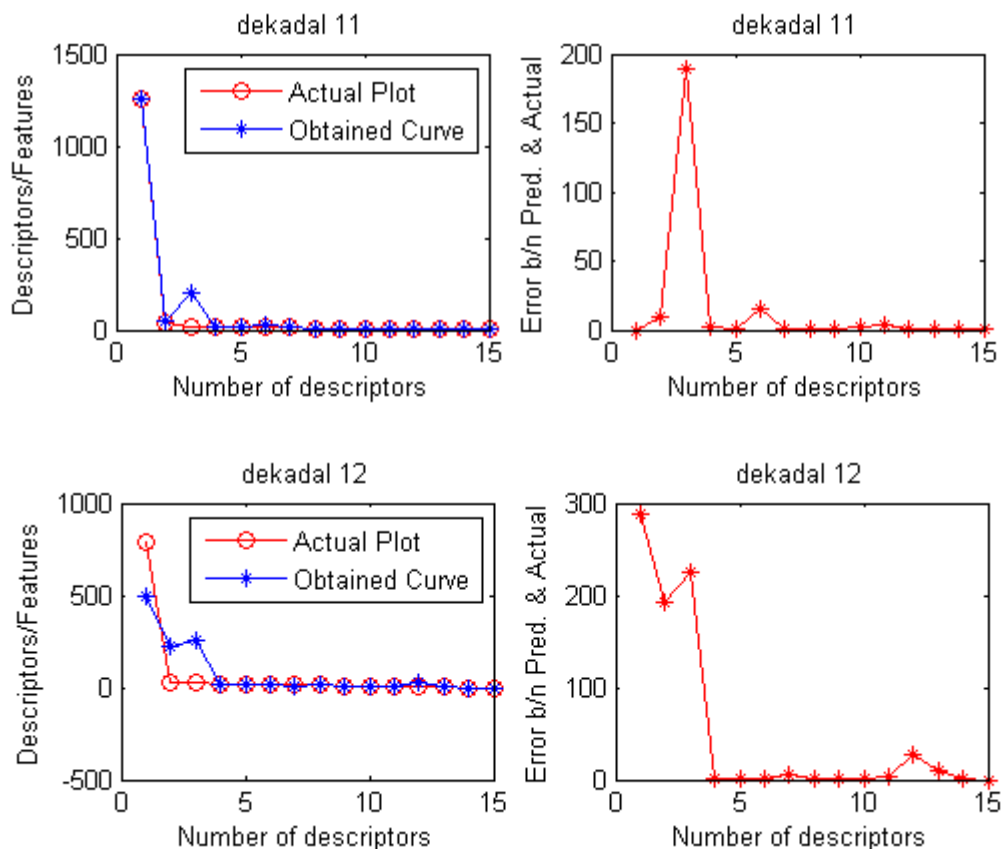 dekadal 11
1500
1000
500
0
0
5
10
15
Descriptors/Features
Number of descriptors
Actual Plot
Obtained Curve
dekadal 11
200
150
100
50
0
0
5
10
15
Error b/n Pred. & Actual
Number of descriptors
dekadal 12
1000
500
0
-500
0
5
10
15
Descriptors/Features
Number of descriptors
Actual Plot
Obtained Curve
dekadal 12
300
200
100
0
0
5
10
15
Error b/n Pred. & Actual
Number of descriptors